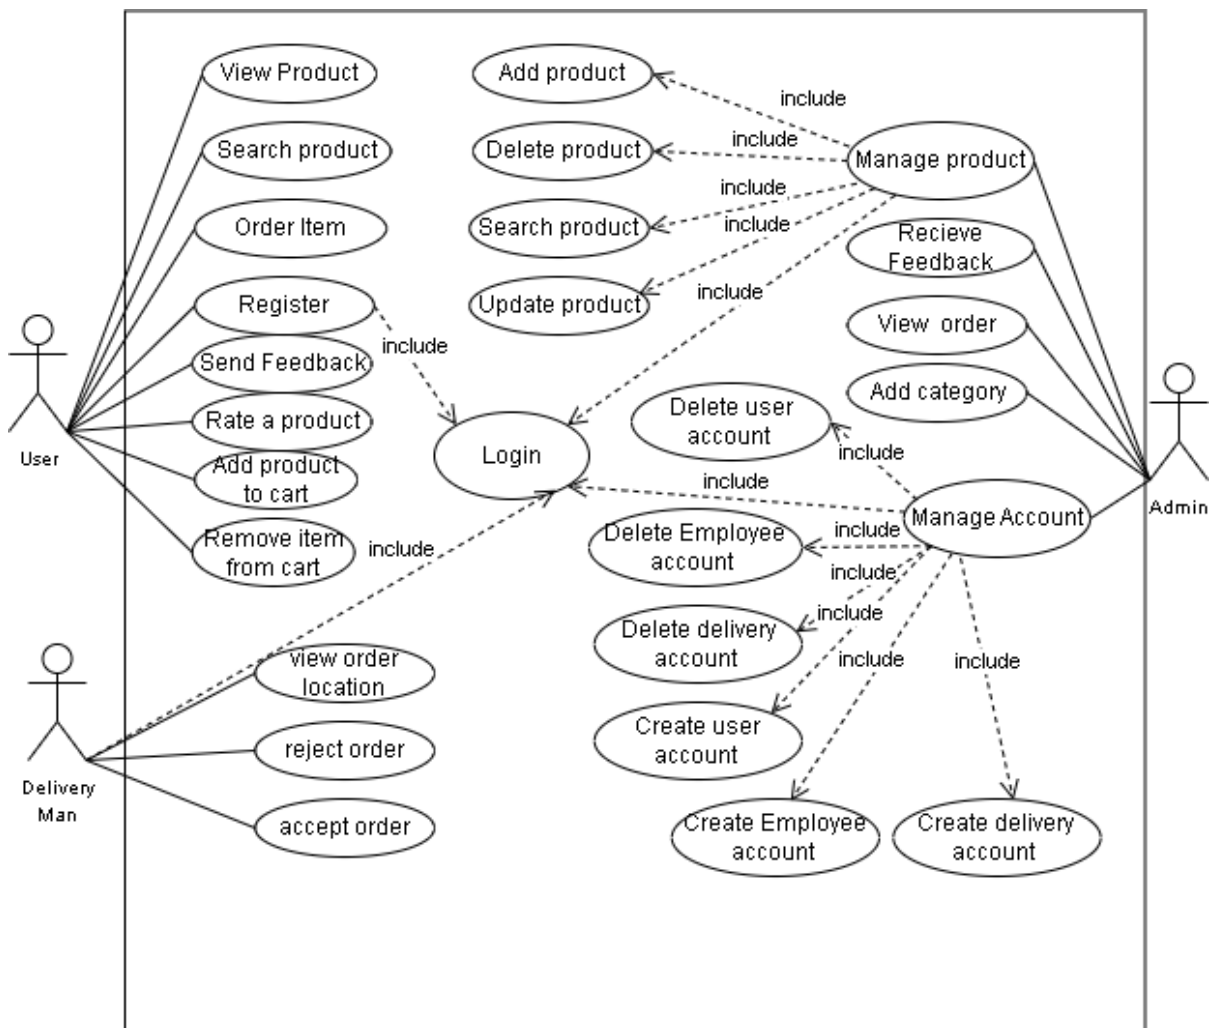 View Product
Search product
Order Item
Register
Send Feedback
Rate a product
Add product
to cart
Remove item
from cart
User
include
Login
include
view order
location
reject order
accept order
Delivery
Man
Add product
Delete product
Search product
Update product
include
include
include
include
include
Manage product
Recieve
Feedback
View order
Add category
Admin
Manage Account
Delete user
account
include
include
Delete Employee
account
include
include
Delete delivery
account
include
Create user
account
include
include
Create Employee
account
Create delivery
account